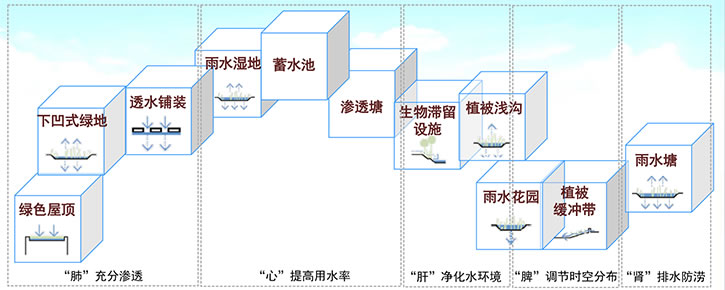 绿色屋顶
下凹式绿地
透水铺装
雨水湿地
蓄水池
渗透塘
生物滞留
设施
植被浅沟
雨水花园
植被
缓冲带
雨水塘
“肺”充分渗透
“心”提高用水率
“肝”净化水环境
“脾”调节时空分布
“肾”排水防涝